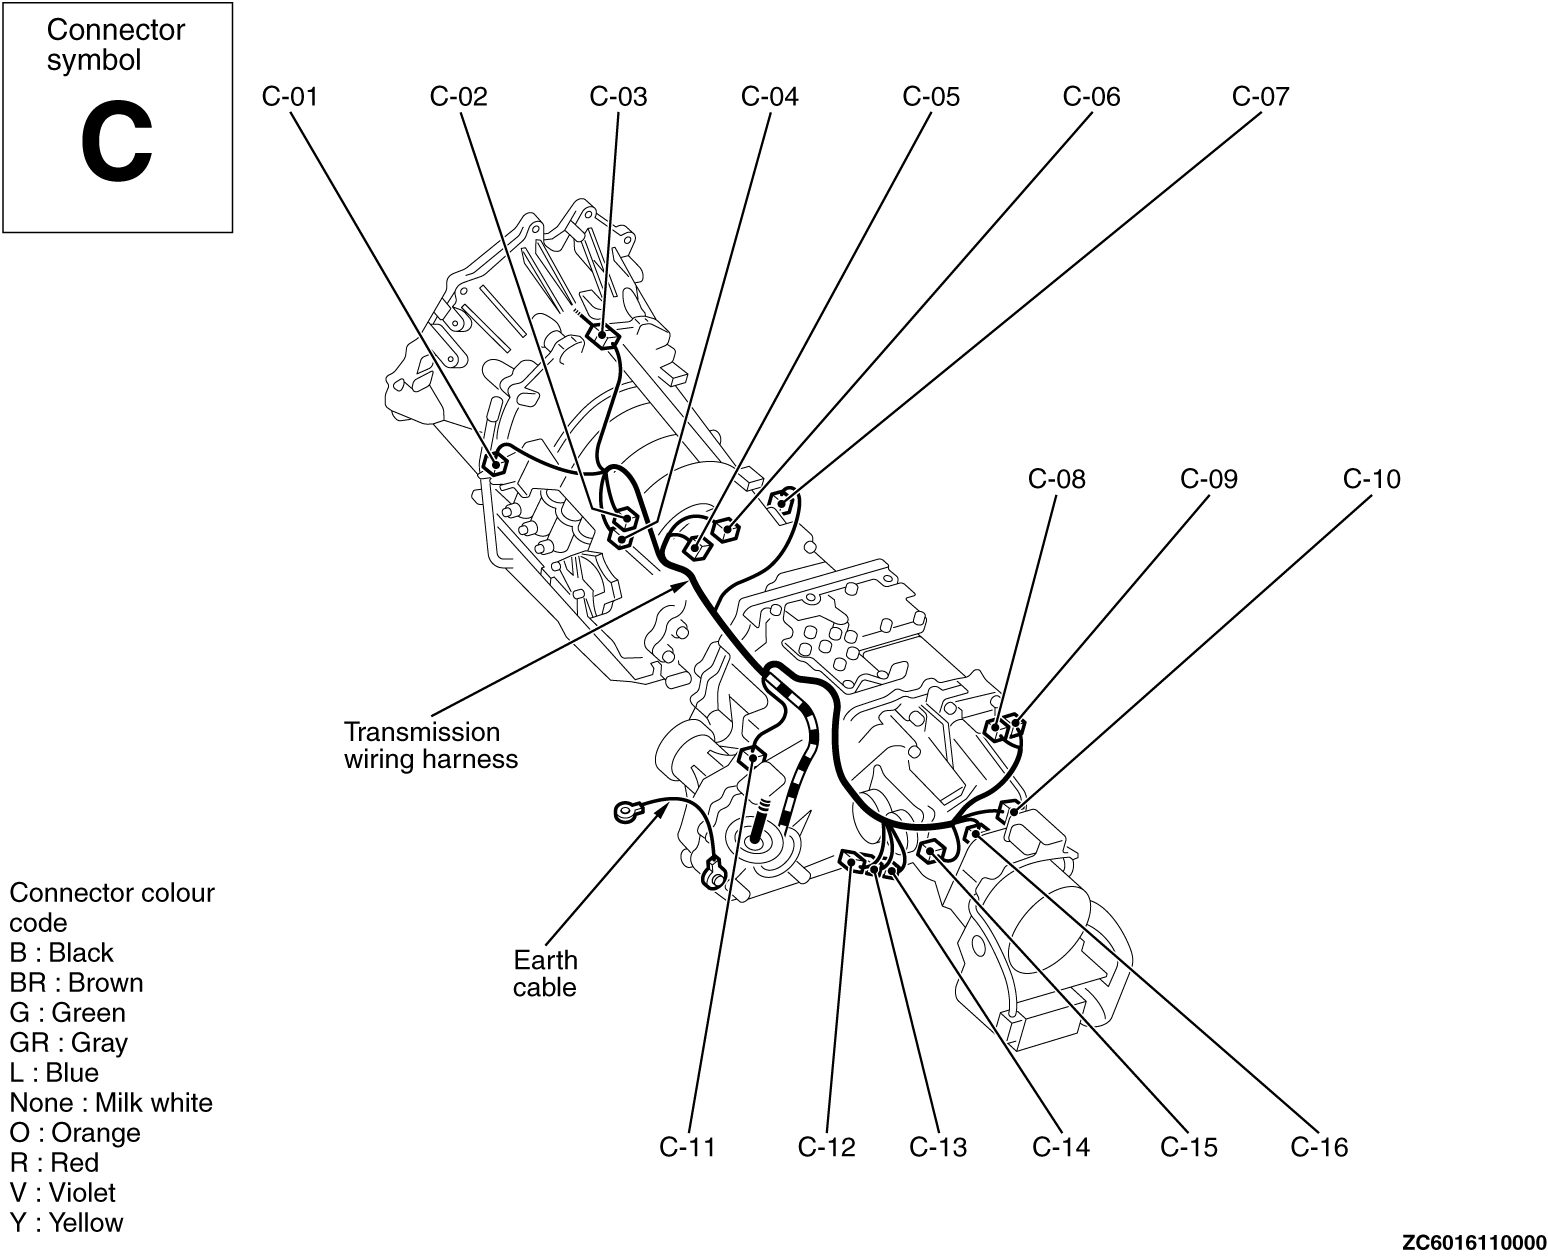 Connector
symbol
C
C-01
C-02
C-03
C-04
C-05
C-06
C-07
C-08
C-09
C-10
Transmission
wiring harness
Earth
cable
Connector colour
code
B : Black
BR : Brown
G : Green
GR : Gray
L : Blue
None : Milk white
O : Orange
R : Red
V : Violet
Y : Yellow
C-11
C-12
C-13
C-14
C-15
C-16
ZC6016110000